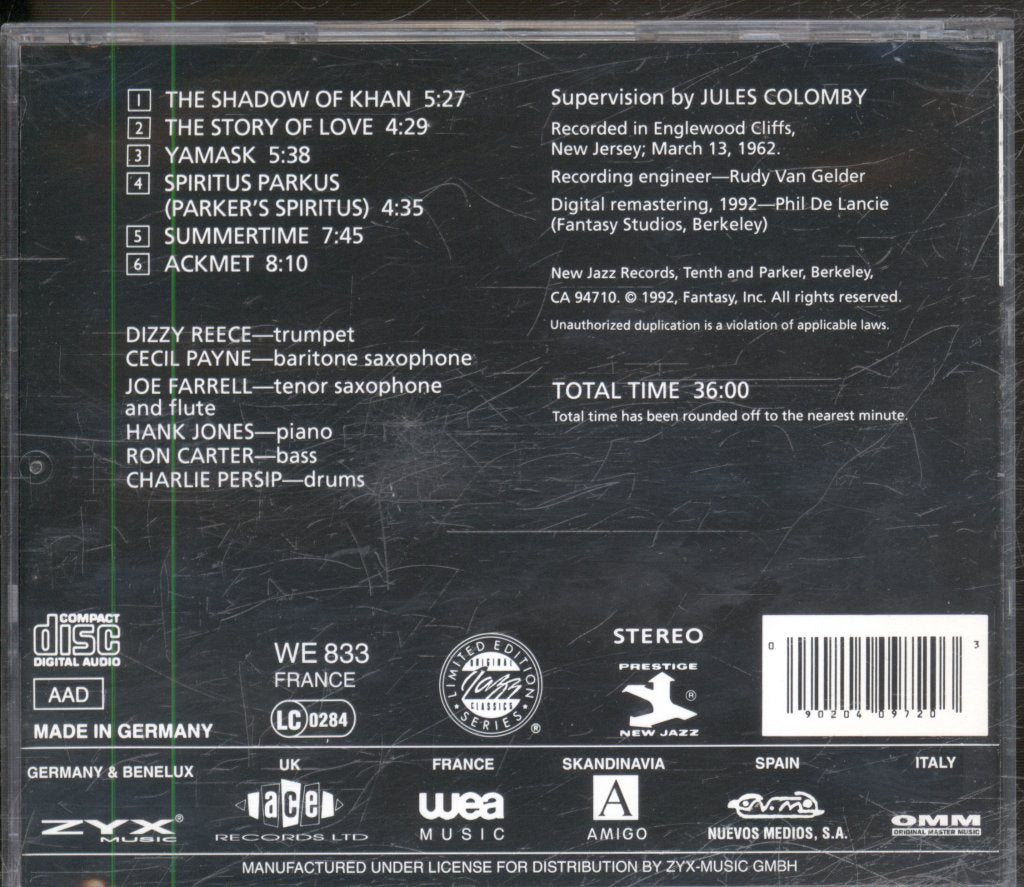 1 THE SHADOW OF KHAN 5:27
2 THE STORY OF LOVE 4:29
3 YAMASK 5:38
4 SPIRITUS PARKUS
(PARKER'S SPIRITUS) 4:35
5 SUMMERTIME 7:45
6 ACKMET 8:10
DIZZY REECE—trumpet
CECIL PAYNE—baritone saxophone
JOE FARRELL—tenor saxophone
and flute
HANK JONES—piano
RON CARTER—bass
CHARLIE PERSIP—drums
Supervision by JULES COLOMBY
Recorded in Englewood Cliffs,
New Jersey; March 13, 1962.
Recording engineer—Rudy Van Gelder
Digital remastering, 1992—Phil De Lancie
(Fantasy Studios, Berkeley)
New Jazz Records, Tenth and Parker, Berkeley,
CA 94710. © 1992, Fantasy, Inc. All rights reserved.
Unauthorized duplication is a violation of applicable laws.
TOTAL TIME 36:00
Total time has been rounded off to the nearest minute.
COMPACT
disc
DIGITAL AUDIO
AAD
MADE IN GERMANY
WE 833
FRANCE
LC 0284
LIMITED EDITION
ORIGINAL
Jazz
CLASSICS
SERIES ®
STEREO
PRESTIGE
®
NEW JAZZ
0 90204 09720 3
GERMANY & BENELUX
ZYX®
MUSIC
UK
ace
RECORDS LTD
FRANCE
wea
MUSIC
SKANDINAVIA
A
AMIGO
SPAIN
NUEVOS MEDIOS, S.A.
ITALY
OMM
ORIGINAL MASTER MUSIC
MANUFACTURED UNDER LICENSE FOR DISTRIBUTION BY ZYX-MUSIC GMBH